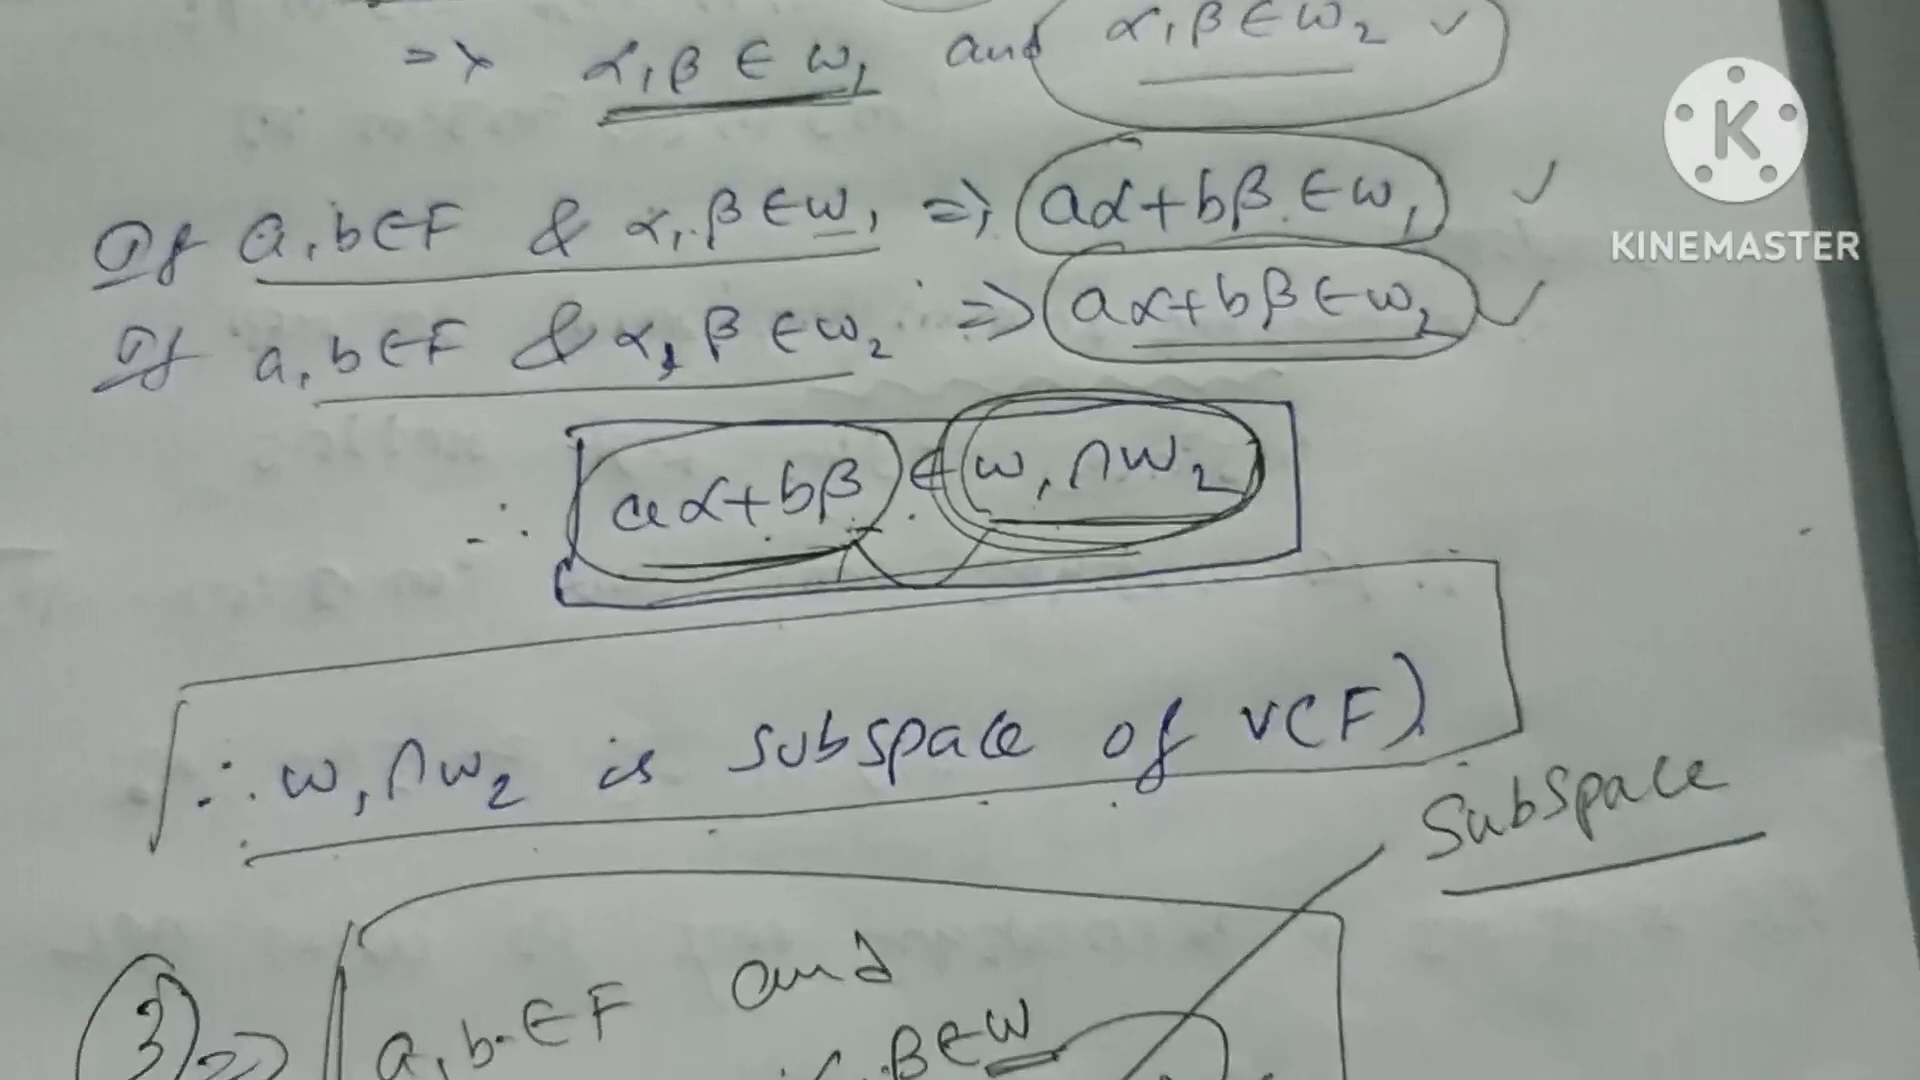 => α, β ∈ W₁ and α, β ∈ W₂ ✓
If a, b ∈ F & α, β ∈ W₁ => aα + bβ ∈ W₁ ✓
If a, b ∈ F & α, β ∈ W₂ => aα + bβ ∈ W₂ ✓
∴ aα + bβ ∈ W₁ ∩ W₂
∴ W₁ ∩ W₂ is subspace of V(F)
Subspace
3 => a, b ∈ F and
β ∈ W
K
KINEMASTER